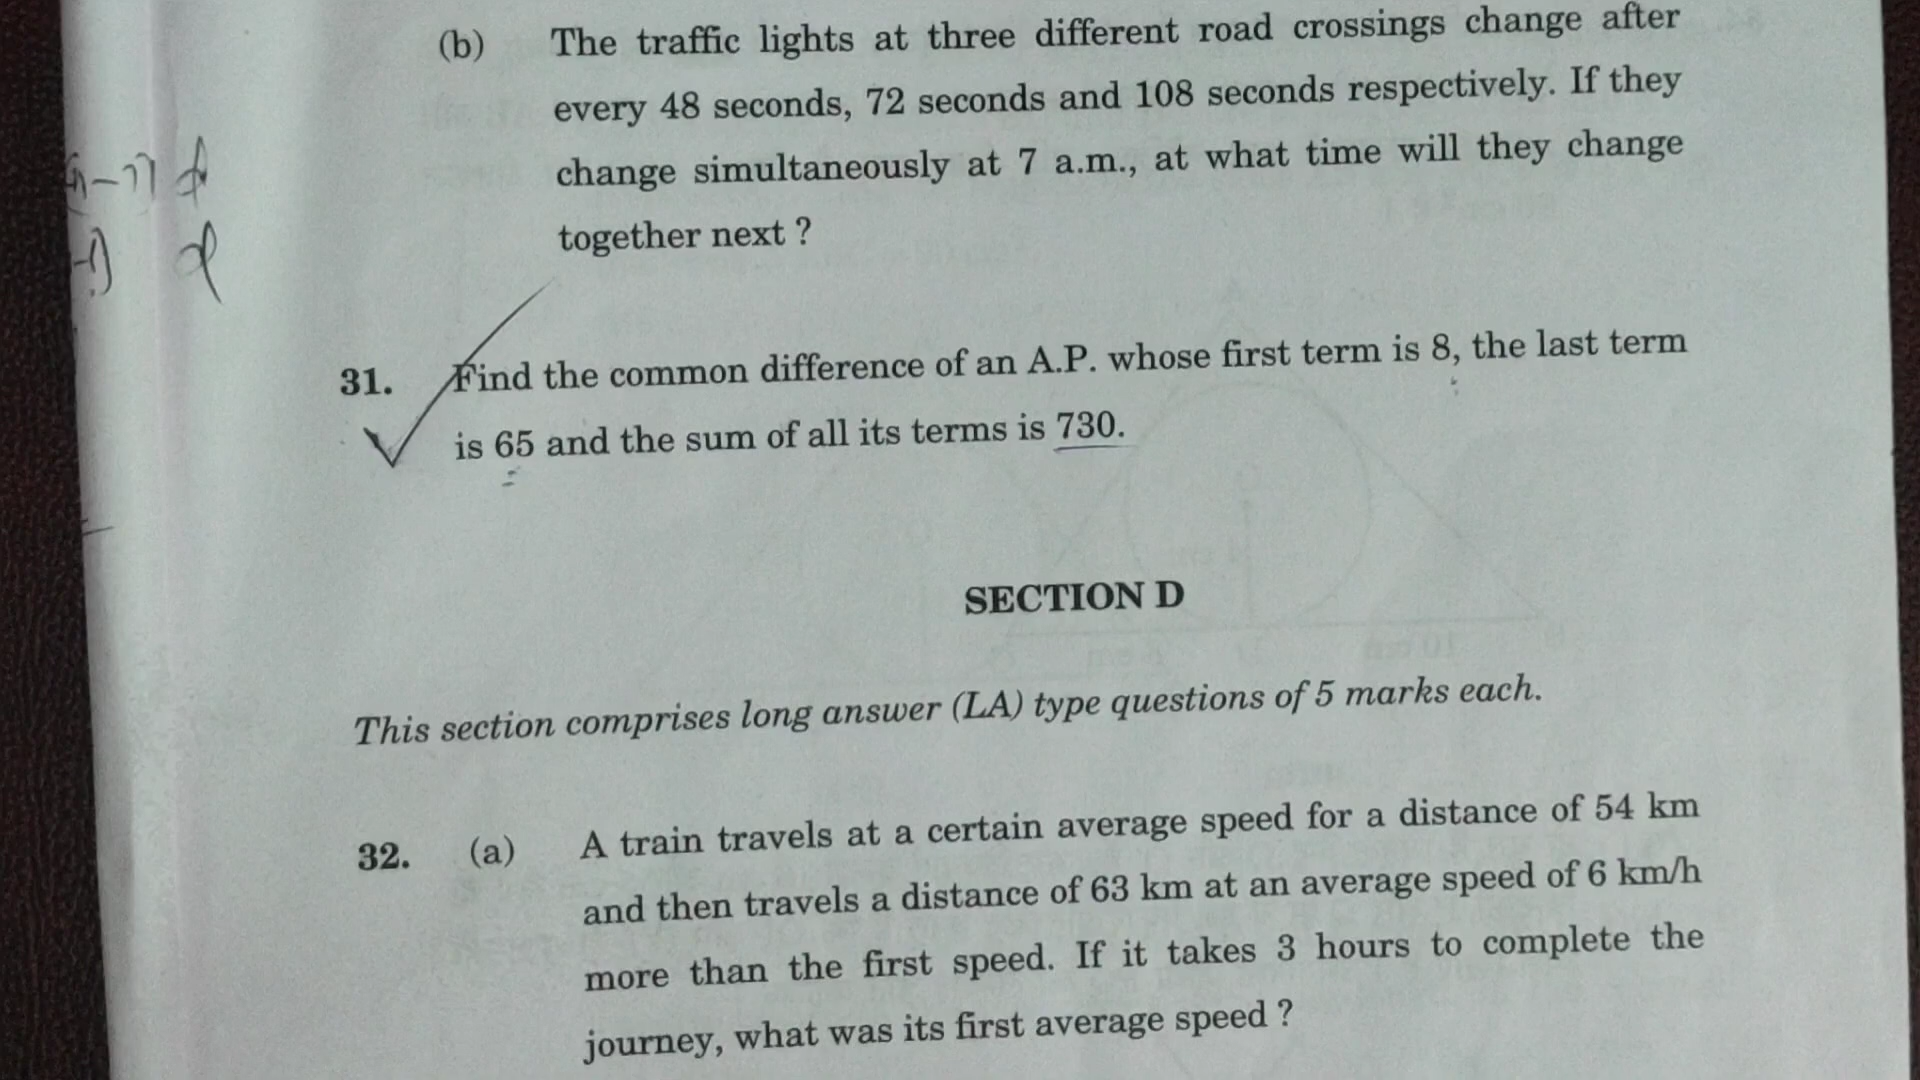 (b) The traffic lights at three different road crossings change after
every 48 seconds, 72 seconds and 108 seconds respectively. If they
change simultaneously at 7 a.m., at what time will they change
together next ?
31. Find the common difference of an A.P. whose first term is 8, the last term
is 65 and the sum of all its terms is 730.
SECTION D
This section comprises long answer (LA) type questions of 5 marks each.
32. (a) A train travels at a certain average speed for a distance of 54 km
and then travels a distance of 63 km at an average speed of 6 km/h
more than the first speed. If it takes 3 hours to complete the
journey, what was its first average speed ?